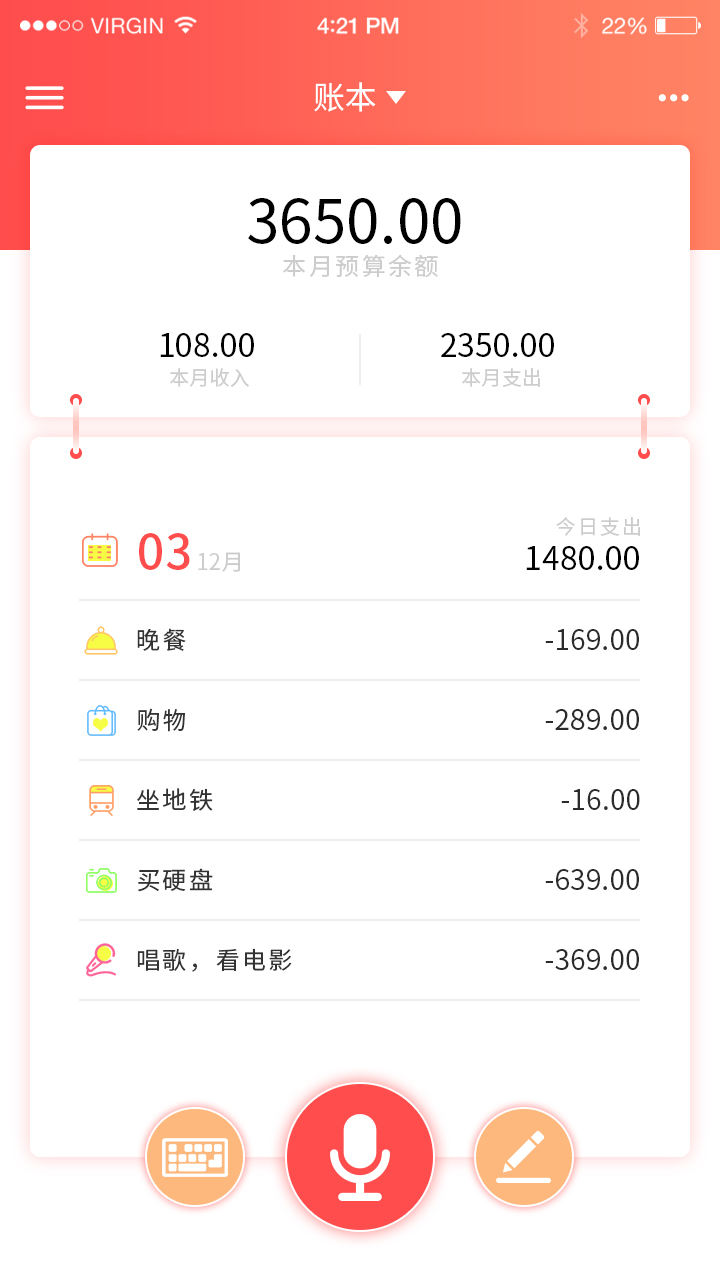 VIRGIN 4:21 PM 22%
账本
3650.00
本月预算余额
108.00 2350.00
本月收入 本月支出
今日支出
03 12月 1480.00
晚餐 -169.00
购物 -289.00
坐地铁 -16.00
买硬盘 -639.00
唱歌，看电影 -369.00